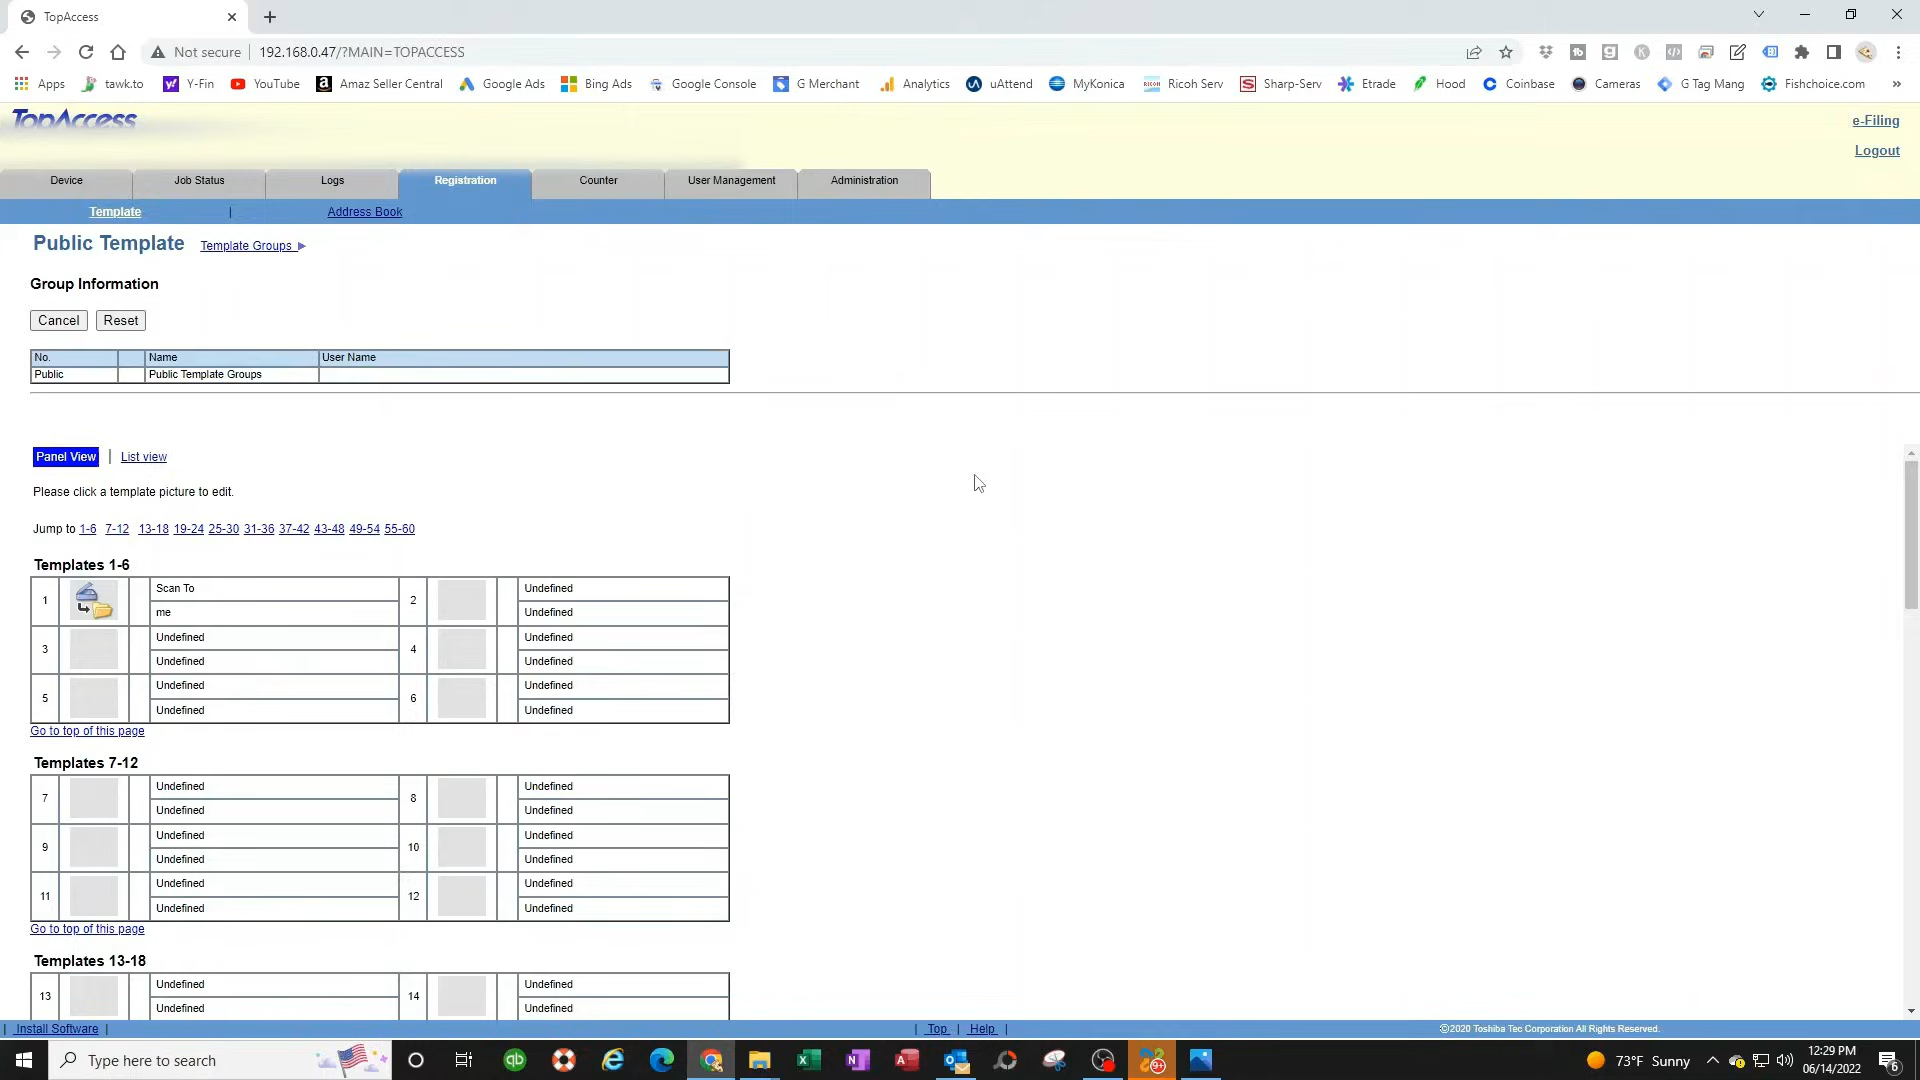 TopAccess
Not secure 192.168.0.47/?MAIN=TOPACCESS
Apps tawk.to Y-Fin YouTube Amaz Seller Central Google Ads Bing Ads Google Console G Merchant Analytics uAttend MyKonica Ricoh Serv Sharp-Serv Etrade Hood Coinbase Cameras G Tag Mang Fishchoice.com »
TopAccess
e-Filing
Logout
Device Job Status Logs Registration Counter User Management Administration
Template | Address Book
Public Template Template Groups
Group Information
Cancel Reset
No. Name User Name
Public Public Template Groups
Panel View | List view
Please click a template picture to edit.
Jump to 1-6 7-12 13-18 19-24 25-30 31-36 37-42 43-48 49-54 55-60
Templates 1-6
1 Scan To 2 Undefined
me Undefined
3 Undefined 4 Undefined
Undefined Undefined
5 Undefined 6 Undefined
Undefined Undefined
Go to top of this page
Templates 7-12
7 Undefined 8 Undefined
Undefined Undefined
9 Undefined 10 Undefined
Undefined Undefined
11 Undefined 12 Undefined
Undefined Undefined
Go to top of this page
Templates 13-18
13 Undefined 14 Undefined
Undefined Undefined
| Install Software | | Top | Help | ©2020 Toshiba Tec Corporation All Rights Reserved.
Type here to search 73°F Sunny 12:29 PM
06/14/2022 6